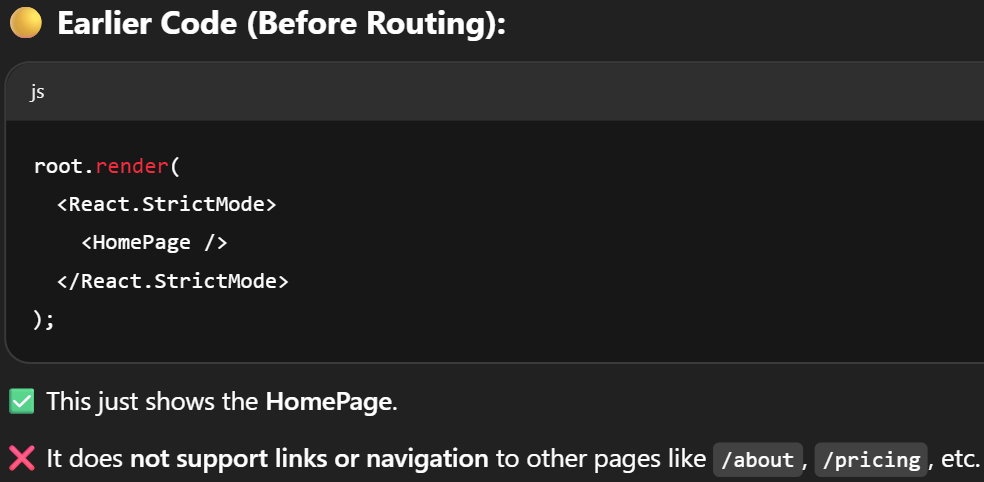 Earlier Code (Before Routing):
js
root.render(
  <React.StrictMode>
    <HomePage />
  </React.StrictMode>
);
This just shows the HomePage.
It does not support links or navigation to other pages like /about, /pricing, etc.